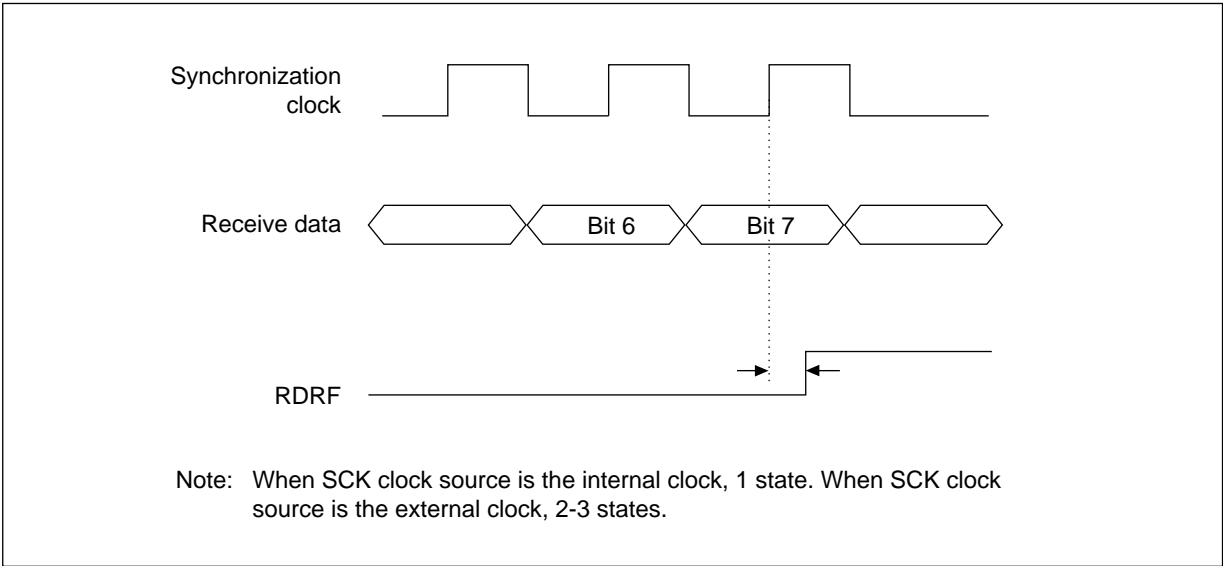 Synchronization
clock
Receive data
Bit 6
Bit 7
RDRF
Note: When SCK clock source is the internal clock, 1 state. When SCK clock
source is the external clock, 2-3 states.